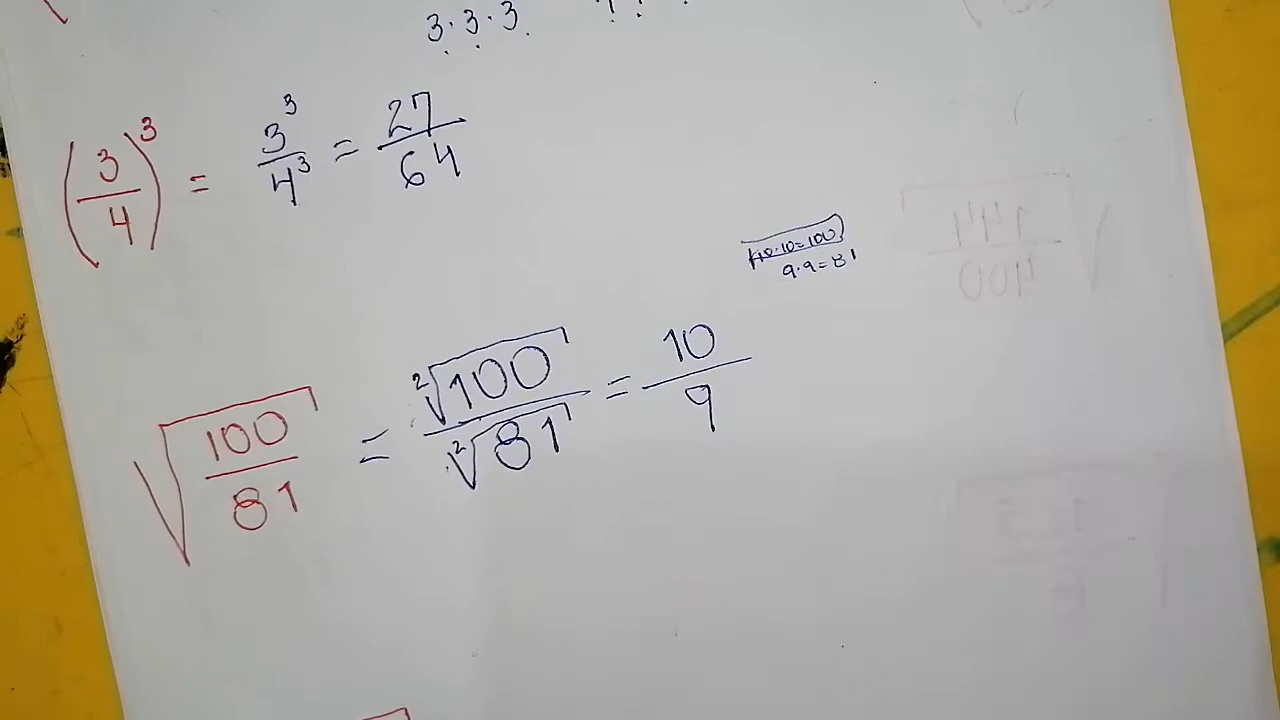 3·3·3
(3/4)³ = 3³/4³ = 27/64
10·10=100
9·9=81
√(100/81) = ²√100/²√81 = 10/9